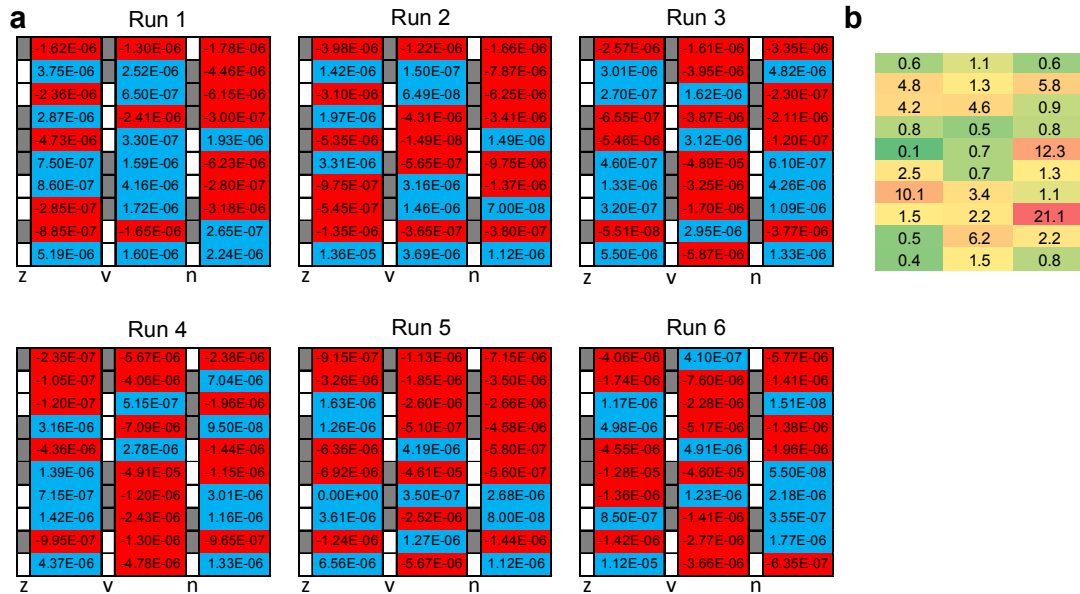 a
b
Run 1
Run 2
Run 3
-1.62E-06 -1.30E-06 -1.78E-06
3.75E-06 2.52E-06 -4.46E-06
-2.36E-06 6.50E-07 -6.15E-06
2.87E-06 -2.41E-06 -3.00E-07
-4.73E-06 3.30E-07 1.93E-06
7.50E-07 1.59E-06 -6.23E-06
8.60E-07 4.16E-06 -2.80E-07
-2.85E-07 1.72E-06 -3.18E-06
-8.85E-07 -1.65E-06 2.65E-07
5.19E-06 1.60E-06 2.24E-06
z v n
-3.98E-06 -1.22E-06 -1.66E-06
1.42E-06 1.50E-07 -7.87E-06
-3.10E-06 6.49E-08 -6.25E-06
1.97E-06 -4.31E-06 -3.41E-06
-5.35E-06 -1.49E-08 1.49E-06
3.31E-06 -5.65E-07 -9.75E-06
-9.75E-07 3.16E-06 -1.37E-06
-5.45E-07 1.46E-06 7.00E-08
-1.35E-06 -3.65E-07 -3.80E-07
1.36E-05 3.69E-06 1.12E-06
z v n
-2.57E-06 -1.61E-06 -3.35E-06
3.01E-06 -3.95E-06 4.82E-06
2.70E-07 1.62E-06 -2.30E-07
-6.55E-07 -3.87E-06 -2.11E-06
-5.46E-06 3.12E-06 -1.20E-07
4.60E-07 -4.89E-05 6.10E-07
1.33E-06 -3.25E-06 4.26E-06
3.20E-07 -1.70E-06 1.09E-06
-5.51E-08 2.95E-06 -3.77E-06
5.50E-06 -5.87E-06 1.33E-06
z v n
0.6 1.1 0.6
4.8 1.3 5.8
4.2 4.6 0.9
0.8 0.5 0.8
0.1 0.7 12.3
2.5 0.7 1.3
10.1 3.4 1.1
1.5 2.2 21.1
0.5 6.2 2.2
0.4 1.5 0.8
Run 4
Run 5
Run 6
-2.35E-07 -5.67E-06 -2.38E-06
-1.05E-07 -4.06E-06 7.04E-06
-1.20E-07 5.15E-07 -1.96E-06
3.16E-06 -7.09E-06 9.50E-08
-4.36E-06 2.78E-06 -1.44E-06
1.39E-06 -4.91E-05 -1.15E-06
7.15E-07 -1.20E-06 3.01E-06
1.42E-06 -2.43E-06 1.16E-06
-9.95E-07 -1.30E-06 -9.65E-07
4.37E-06 -4.78E-06 1.33E-06
z v n
-9.15E-07 -1.13E-06 -7.15E-06
-3.26E-06 -1.85E-06 -3.50E-06
1.63E-06 -2.60E-06 -2.66E-06
1.26E-06 -5.10E-07 -4.58E-06
-6.36E-06 4.19E-06 -5.80E-07
-6.92E-06 -4.61E-05 -5.60E-07
0.00E+00 3.50E-07 2.68E-06
3.61E-06 -2.52E-06 8.00E-08
-1.24E-06 1.27E-06 -1.44E-06
6.56E-06 -5.67E-06 1.12E-06
z v n
-4.06E-06 4.10E-07 -5.77E-06
-1.74E-06 -7.60E-06 -1.41E-06
1.17E-06 -2.28E-06 1.51E-08
4.98E-06 -5.17E-06 -1.38E-06
-4.55E-06 4.91E-06 -1.96E-06
-1.28E-05 -4.60E-05 5.50E-08
-1.36E-06 1.23E-06 2.18E-06
8.50E-07 -1.41E-06 3.55E-07
-1.42E-06 -2.77E-06 1.77E-06
1.12E-05 -3.66E-06 -6.35E-07
z v n